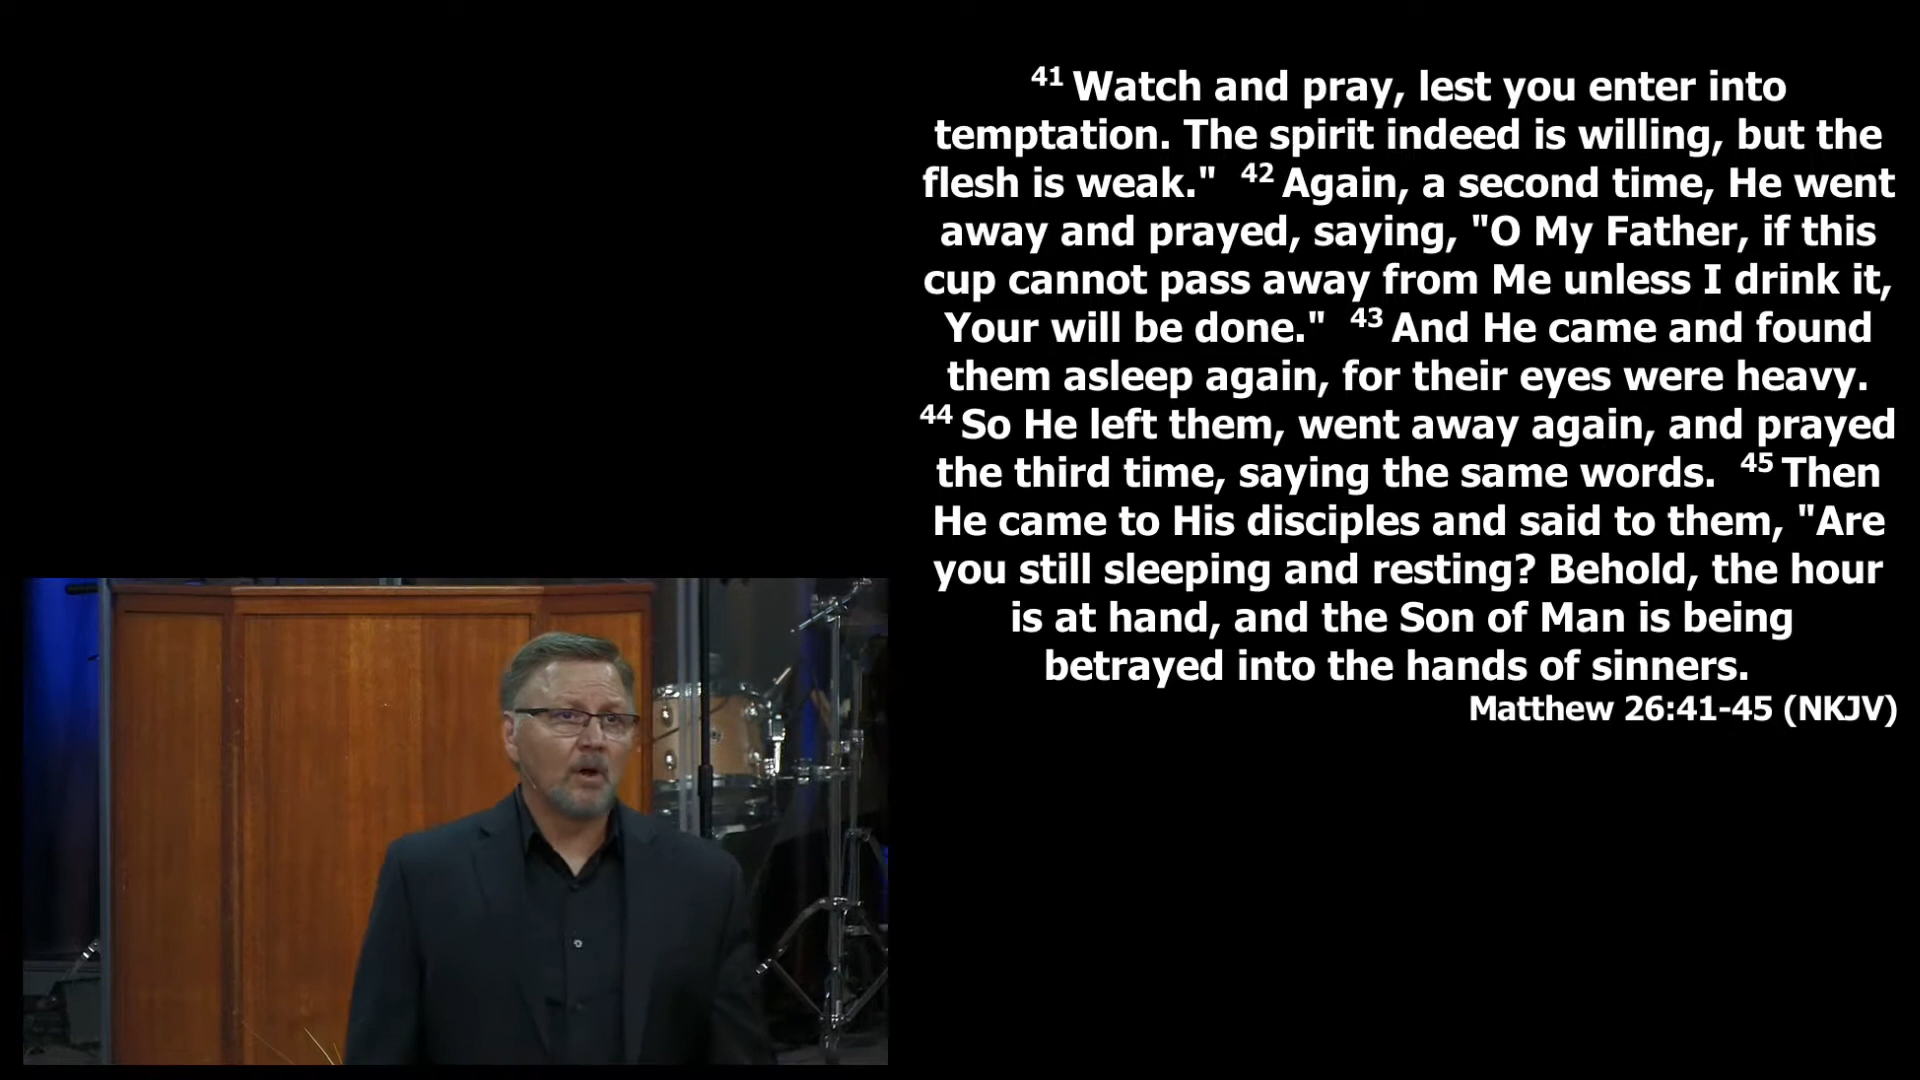 41 Watch and pray, lest you enter into
temptation. The spirit indeed is willing, but the
flesh is weak." 42 Again, a second time, He went
away and prayed, saying, "O My Father, if this
cup cannot pass away from Me unless I drink it,
Your will be done." 43 And He came and found
them asleep again, for their eyes were heavy.
44 So He left them, went away again, and prayed
the third time, saying the same words. 45 Then
He came to His disciples and said to them, "Are
you still sleeping and resting? Behold, the hour
is at hand, and the Son of Man is being
betrayed into the hands of sinners.
Matthew 26:41-45 (NKJV)